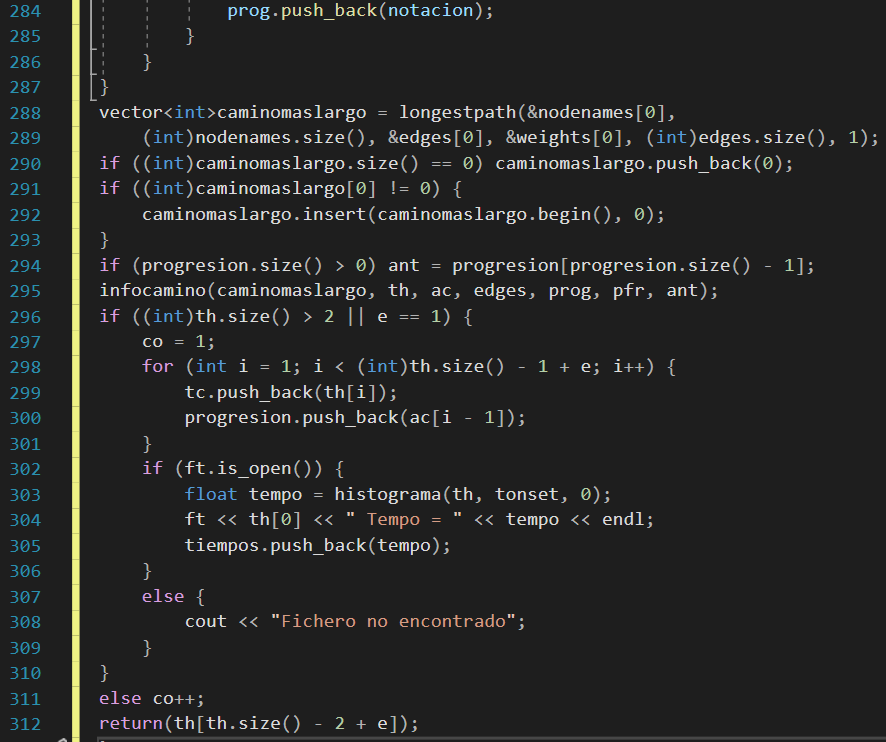 284 prog.push_back(notacion);
285 }
286 }
287 }
288 vector<int>caminomaslargo = longestpath(&nodenames[0],
289 (int)nodenames.size(), &edges[0], &weights[0], (int)edges.size(), 1);
290 if ((int)caminomaslargo.size() == 0) caminomaslargo.push_back(0);
291 if ((int)caminomaslargo[0] != 0) {
292 caminomaslargo.insert(caminomaslargo.begin(), 0);
293 }
294 if (progresion.size() > 0) ant = progresion[progresion.size() - 1];
295 infocamino(caminomaslargo, th, ac, edges, prog, pfr, ant);
296 if ((int)th.size() > 2 || e == 1) {
297 co = 1;
298 for (int i = 1; i < (int)th.size() - 1 + e; i++) {
299 tc.push_back(th[i]);
300 progresion.push_back(ac[i - 1]);
301 }
302 if (ft.is_open()) {
303 float tempo = histograma(th, tonset, 0);
304 ft << th[0] << " Tempo = " << tempo << endl;
305 tiempos.push_back(tempo);
306 }
307 else {
308 cout << "Fichero no encontrado";
309 }
310 }
311 else co++;
312 return(th[th.size() - 2 + e]);